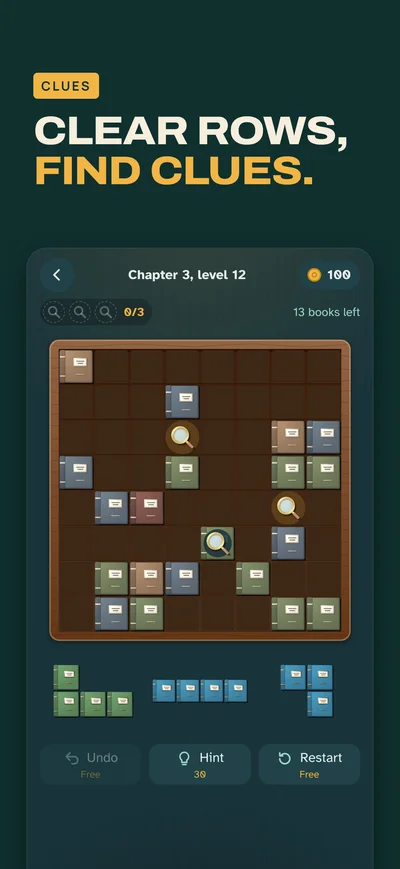 CLUES
CLEAR ROWS,
FIND CLUES.
Chapter 3, level 12
100
0/3
13 books left
Undo
Free
Hint
30
Restart
Free